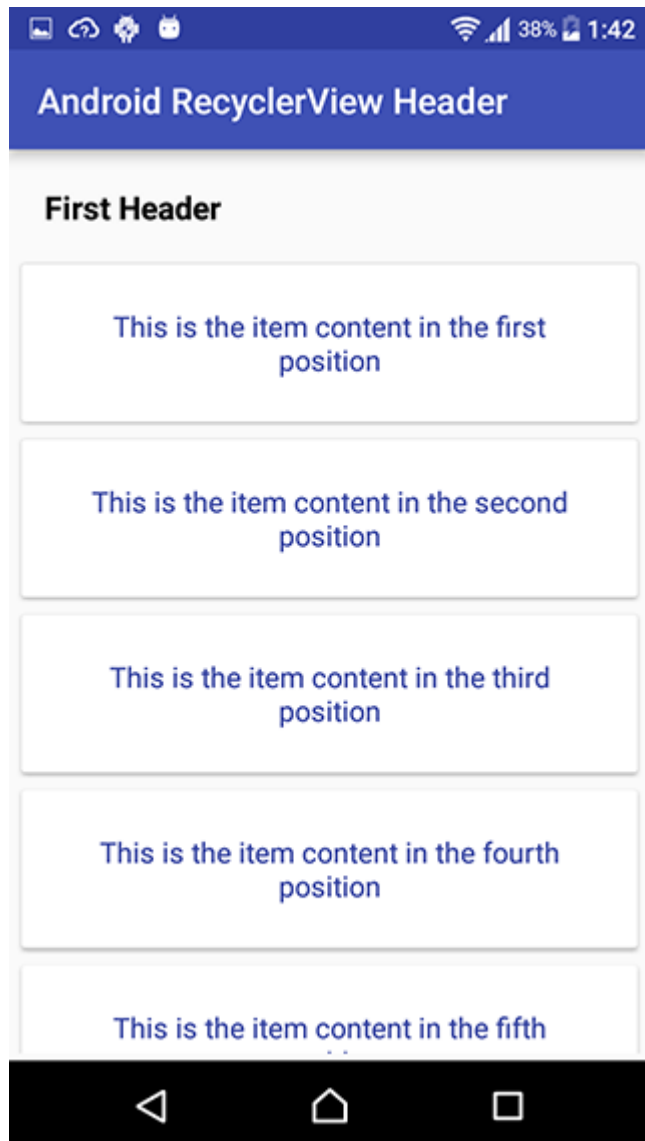 38% 1:42
Android RecyclerView Header
First Header
This is the item content in the first
position
This is the item content in the second
position
This is the item content in the third
position
This is the item content in the fourth
position
This is the item content in the fifth